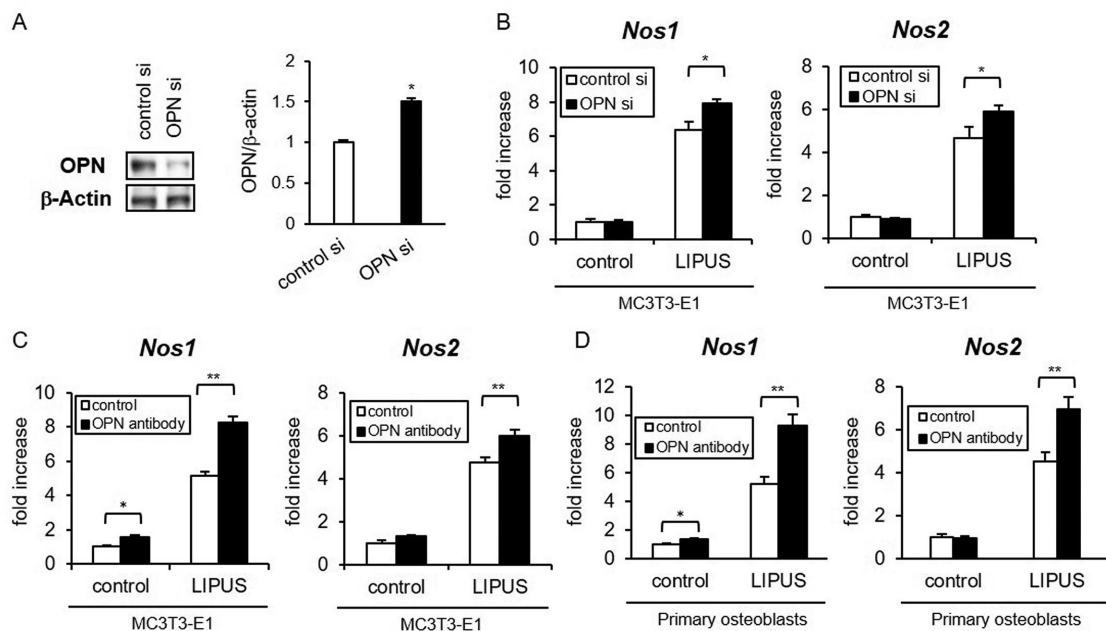 A
control si
OPN si
OPN
β-Actin
OPN/β-actin
2
1.5
1
0.5
0
*
control si
OPN si
B
Nos1
fold increase
10
8
6
4
2
0
control si
OPN si
*
control
LIPUS
MC3T3-E1
Nos2
fold increase
8
6
4
2
0
control si
OPN si
*
control
LIPUS
MC3T3-E1
C
Nos1
fold increase
10
8
6
4
2
0
control
OPN antibody
*
**
control
LIPUS
MC3T3-E1
Nos2
fold increase
8
6
4
2
0
control
OPN antibody
**
control
LIPUS
MC3T3-E1
D
Nos1
fold increase
12
10
8
6
4
2
0
control
OPN antibody
*
**
control
LIPUS
Primary osteoblasts
Nos2
fold increase
8
6
4
2
0
control
OPN antibody
**
control
LIPUS
Primary osteoblasts